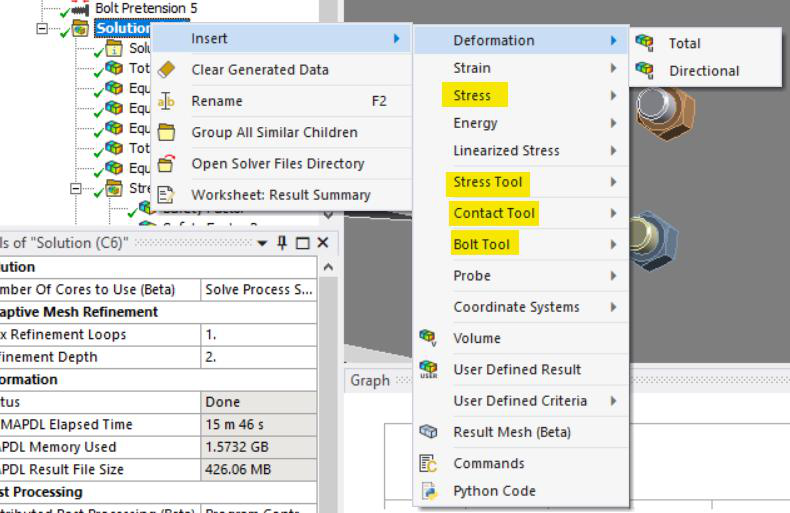 Bolt Pretension 5
Solution
Solu
Tot
Equ
Equ
Equ
Tot
Equ
Stre
Insert
Clear Generated Data
Rename F2
Group All Similar Children
Open Solver Files Directory
Worksheet: Result Summary
Deformation
Strain
Stress
Energy
Linearized Stress
Stress Tool
Contact Tool
Bolt Tool
Probe
Coordinate Systems
Volume
User Defined Result
User Defined Criteria
Result Mesh (Beta)
Commands
Python Code
Total
Directional
ls of "Solution (C6)"
ution
mber Of Cores to Use (Beta) Solve Process S...
aptive Mesh Refinement
x Refinement Loops 1.
inement Depth 2.
ormation
tus Done
MAPDL Elapsed Time 15 m 46 s
APDL Memory Used 1.5732 GB
APDL Result File Size 426.06 MB
st Processing
Graph